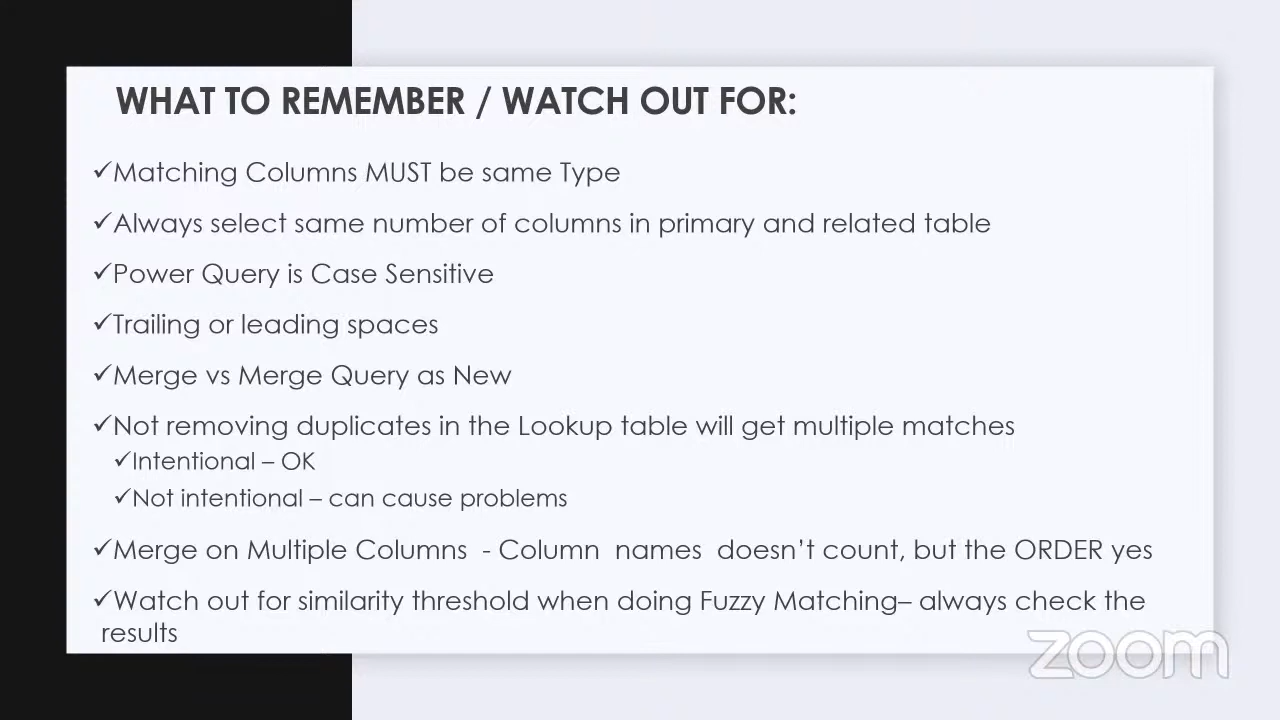 WHAT TO REMEMBER / WATCH OUT FOR:
✓Matching Columns MUST be same Type
✓Always select same number of columns in primary and related table
✓Power Query is Case Sensitive
✓Trailing or leading spaces
✓Merge vs Merge Query as New
✓Not removing duplicates in the Lookup table will get multiple matches
✓Intentional – OK
✓Not intentional – can cause problems
✓Merge on Multiple Columns - Column names doesn’t count, but the ORDER yes
✓Watch out for similarity threshold when doing Fuzzy Matching– always check the
results
zoom